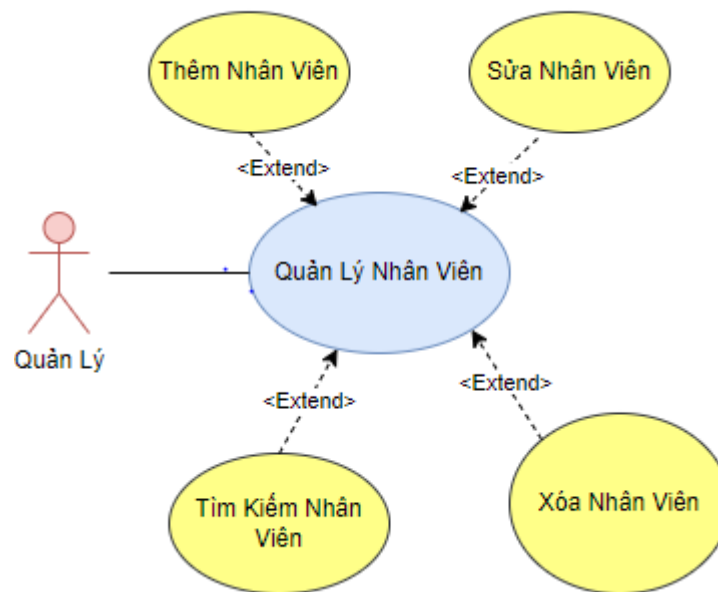 Thêm Nhân Viên
Sửa Nhân Viên
<Extend>
<Extend>
Quản Lý Nhân Viên
Quản Lý
<Extend>
<Extend>
Tìm Kiếm Nhân
Viên
Xóa Nhân Viên